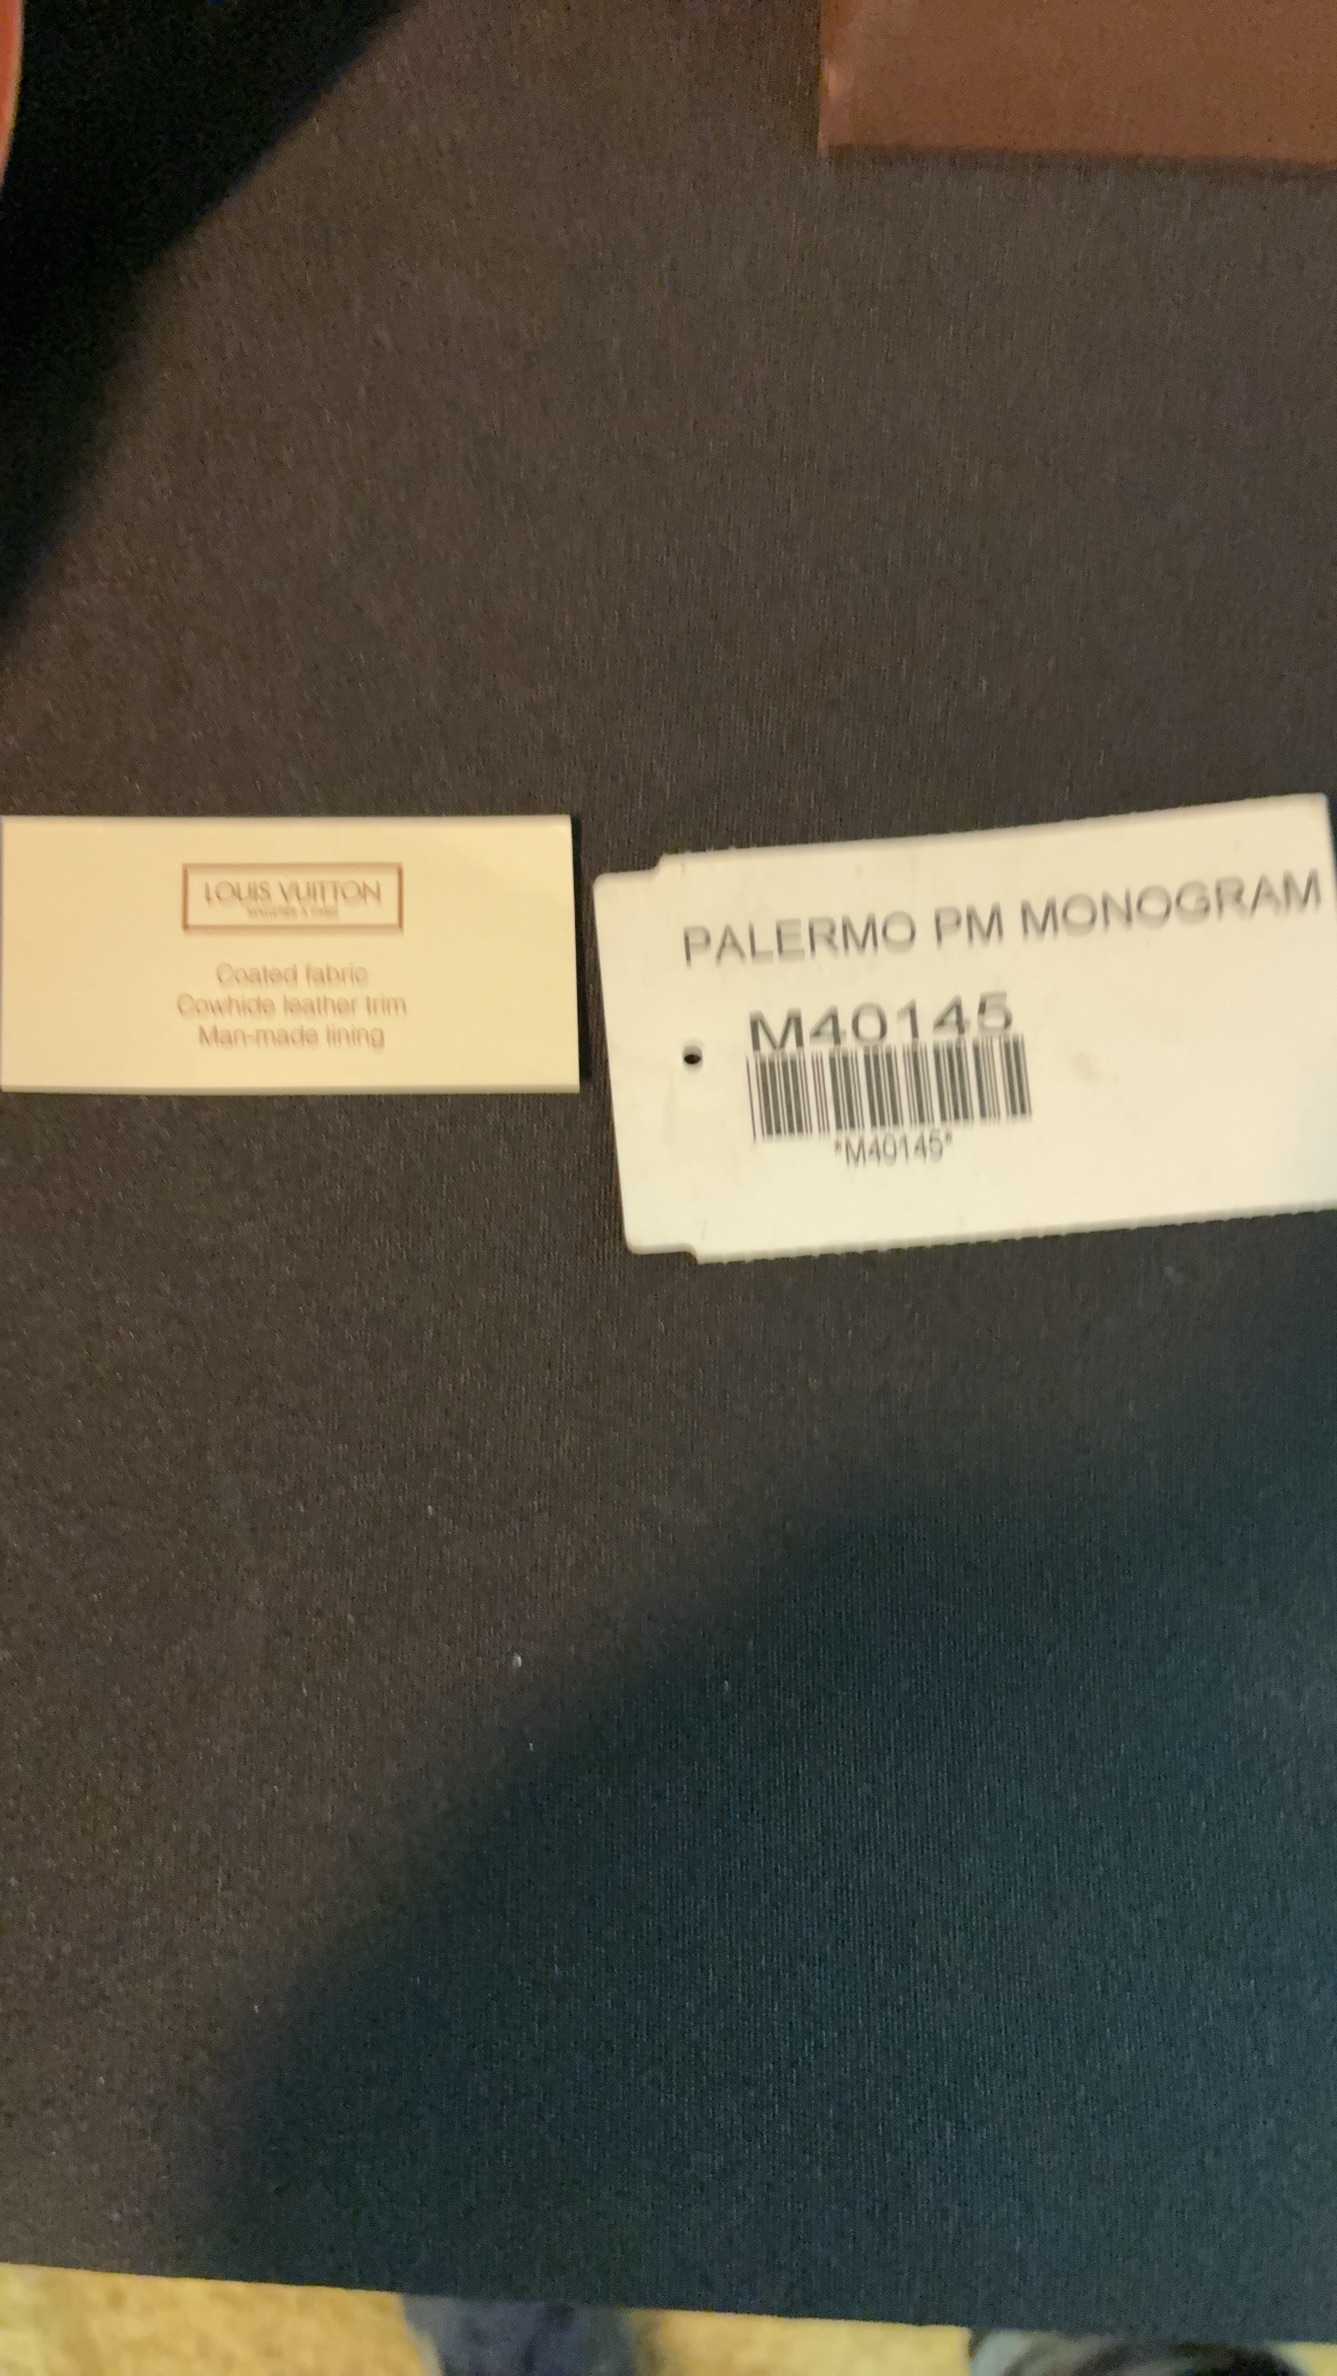 LOUIS VUITTON
Coated fabric
Cowhide leather trim
Man-made lining
PALERMO PM MONOGRAM
M40145
*M40145*